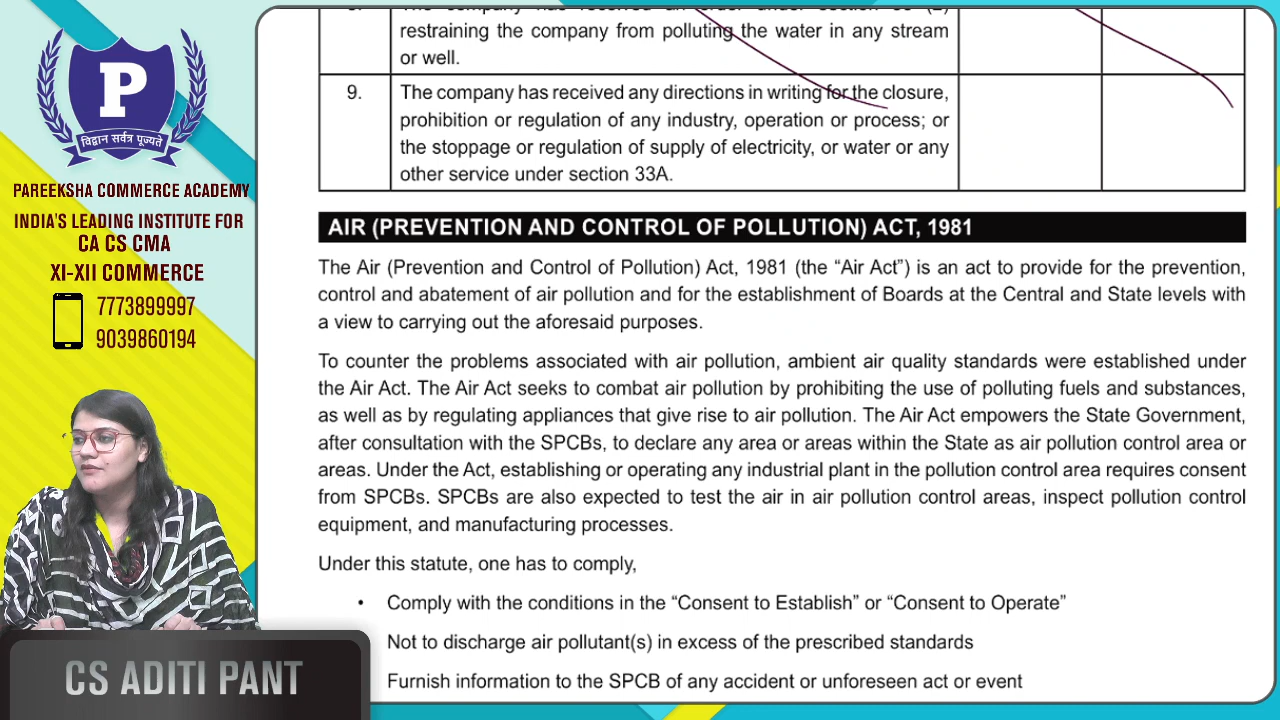 P
विद्वान सर्वत्र पूज्यते
PAREEKSHA COMMERCE ACADEMY
INDIA'S LEADING INSTITUTE FOR
CA CS CMA
XI-XII COMMERCE
7773899997
9039860194
CS ADITI PANT
restraining the company from polluting the water in any stream
or well.
9. The company has received any directions in writing for the closure,
prohibition or regulation of any industry, operation or process; or
the stoppage or regulation of supply of electricity, or water or any
other service under section 33A.
AIR (PREVENTION AND CONTROL OF POLLUTION) ACT, 1981
The Air (Prevention and Control of Pollution) Act, 1981 (the “Air Act”) is an act to provide for the prevention,
control and abatement of air pollution and for the establishment of Boards at the Central and State levels with
a view to carrying out the aforesaid purposes.
To counter the problems associated with air pollution, ambient air quality standards were established under
the Air Act. The Air Act seeks to combat air pollution by prohibiting the use of polluting fuels and substances,
as well as by regulating appliances that give rise to air pollution. The Air Act empowers the State Government,
after consultation with the SPCBs, to declare any area or areas within the State as air pollution control area or
areas. Under the Act, establishing or operating any industrial plant in the pollution control area requires consent
from SPCBs. SPCBs are also expected to test the air in air pollution control areas, inspect pollution control
equipment, and manufacturing processes.
Under this statute, one has to comply,
• Comply with the conditions in the “Consent to Establish” or “Consent to Operate”
Not to discharge air pollutant(s) in excess of the prescribed standards
Furnish information to the SPCB of any accident or unforeseen act or event